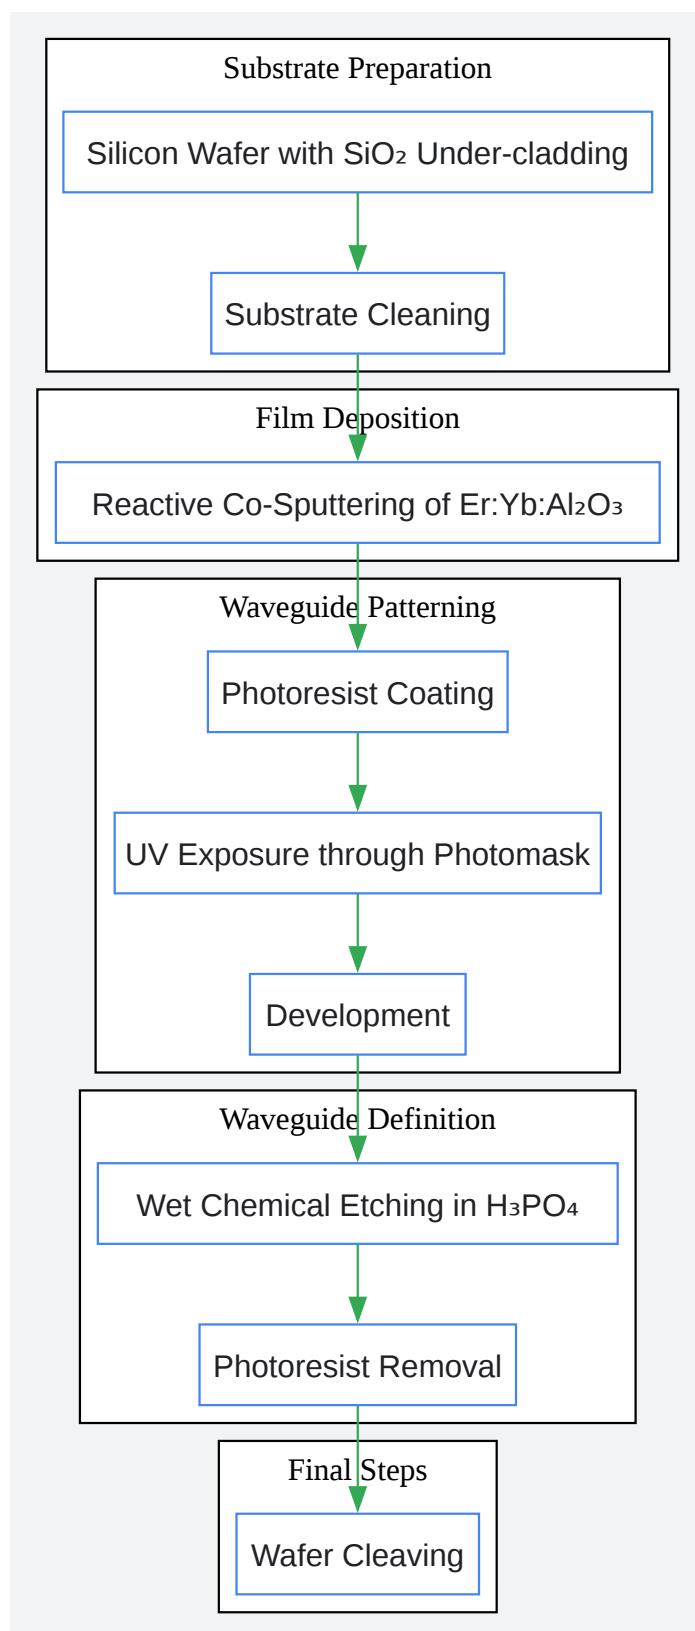 Substrate Preparation
Silicon Wafer with SiO₂ Under-cladding
Substrate Cleaning
Film Deposition
Reactive Co-Sputtering of Er:Yb:Al₂O₃
Waveguide Patterning
Photoresist Coating
UV Exposure through Photomask
Development
Waveguide Definition
Wet Chemical Etching in H₃PO₄
Photoresist Removal
Final Steps
Wafer Cleaving